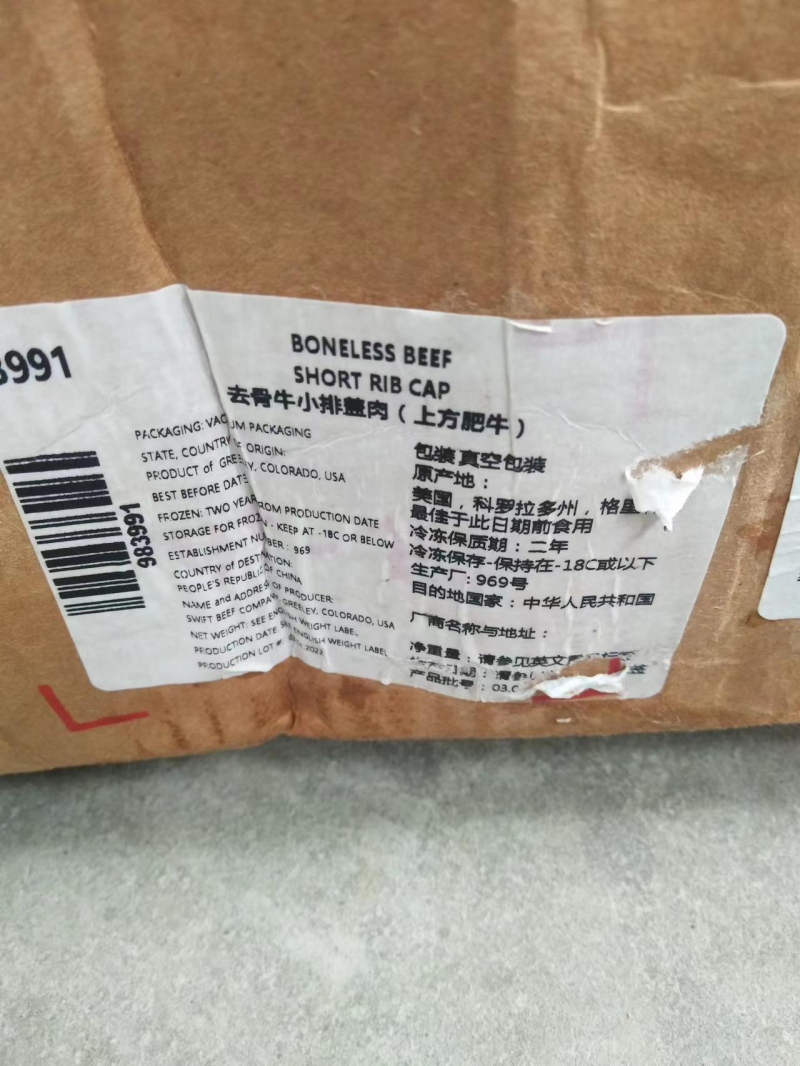 3991
983991
BONELESS BEEF
SHORT RIB CAP
去骨牛小排盖肉（上方肥牛）
PACKAGING: VACUUM PACKAGING
STATE, COUNTRY of ORIGIN:
PRODUCT of GREELEY, COLORADO, USA
BEST BEFORE DATE
FROZEN: TWO YEAR FROM PRODUCTION DATE
STORAGE FOR FROZEN - KEEP AT -18C OR BELOW
ESTABLISHMENT NUMBER: 969
COUNTRY of DESTINATION:
PEOPLE'S REPUBLIC OF CHINA
NAME and ADDRESS OF PRODUCER:
SWIFT BEEF COMPANY GREELEY, COLORADO, USA
NET WEIGHT: SEE ENGLISH WEIGHT LABEL
PRODUCTION DATE: SEE ENGLISH WEIGHT LABEL
PRODUCTION LOT #: 2023
包装 真空包装
原产地：
美国，科罗拉多州，格里
最佳于此日期前食用
冷冻保质期：二年
冷冻保存-保持在-18C或以下
生产厂：969号
目的地国家：中华人民共和国
厂商名称与地址：
净重量：请参见英文
期：请参 签
产品批号：03.0